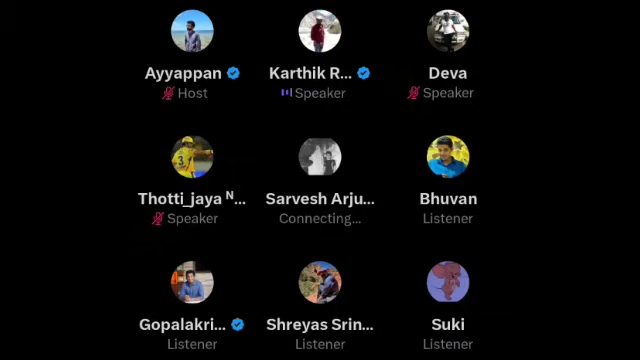 Ayyappan Karthik R... Deva
Host Speaker Speaker
Thotti_jaya ᴺ... Sarvesh Arju... Bhuvan
Speaker Connecting... Listener
Gopalakri... Shreyas Srin... Suki
Listener Listener Listener